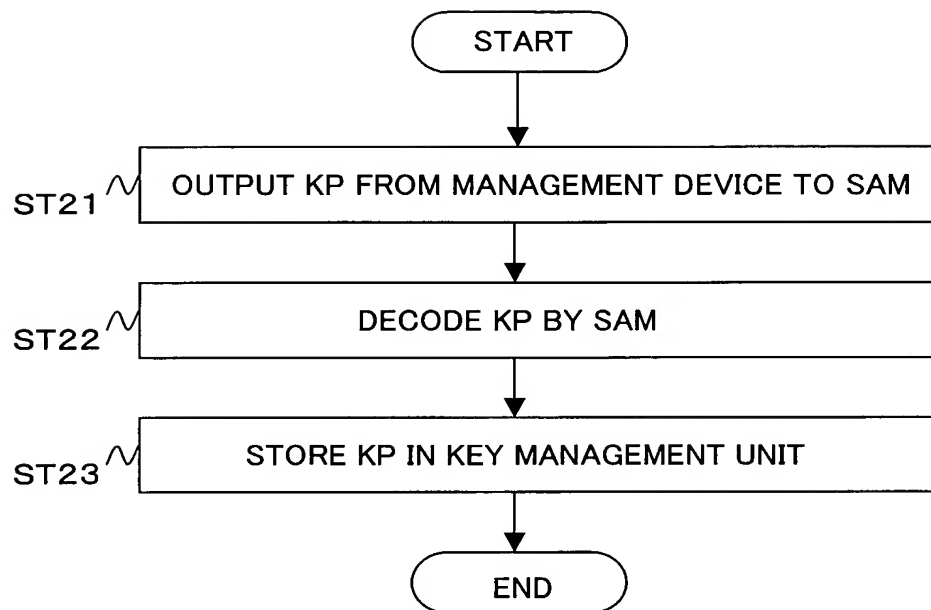 START
ST21 OUTPUT KP FROM MANAGEMENT DEVICE TO SAM
ST22 DECODE KP BY SAM
ST23 STORE KP IN KEY MANAGEMENT UNIT
END